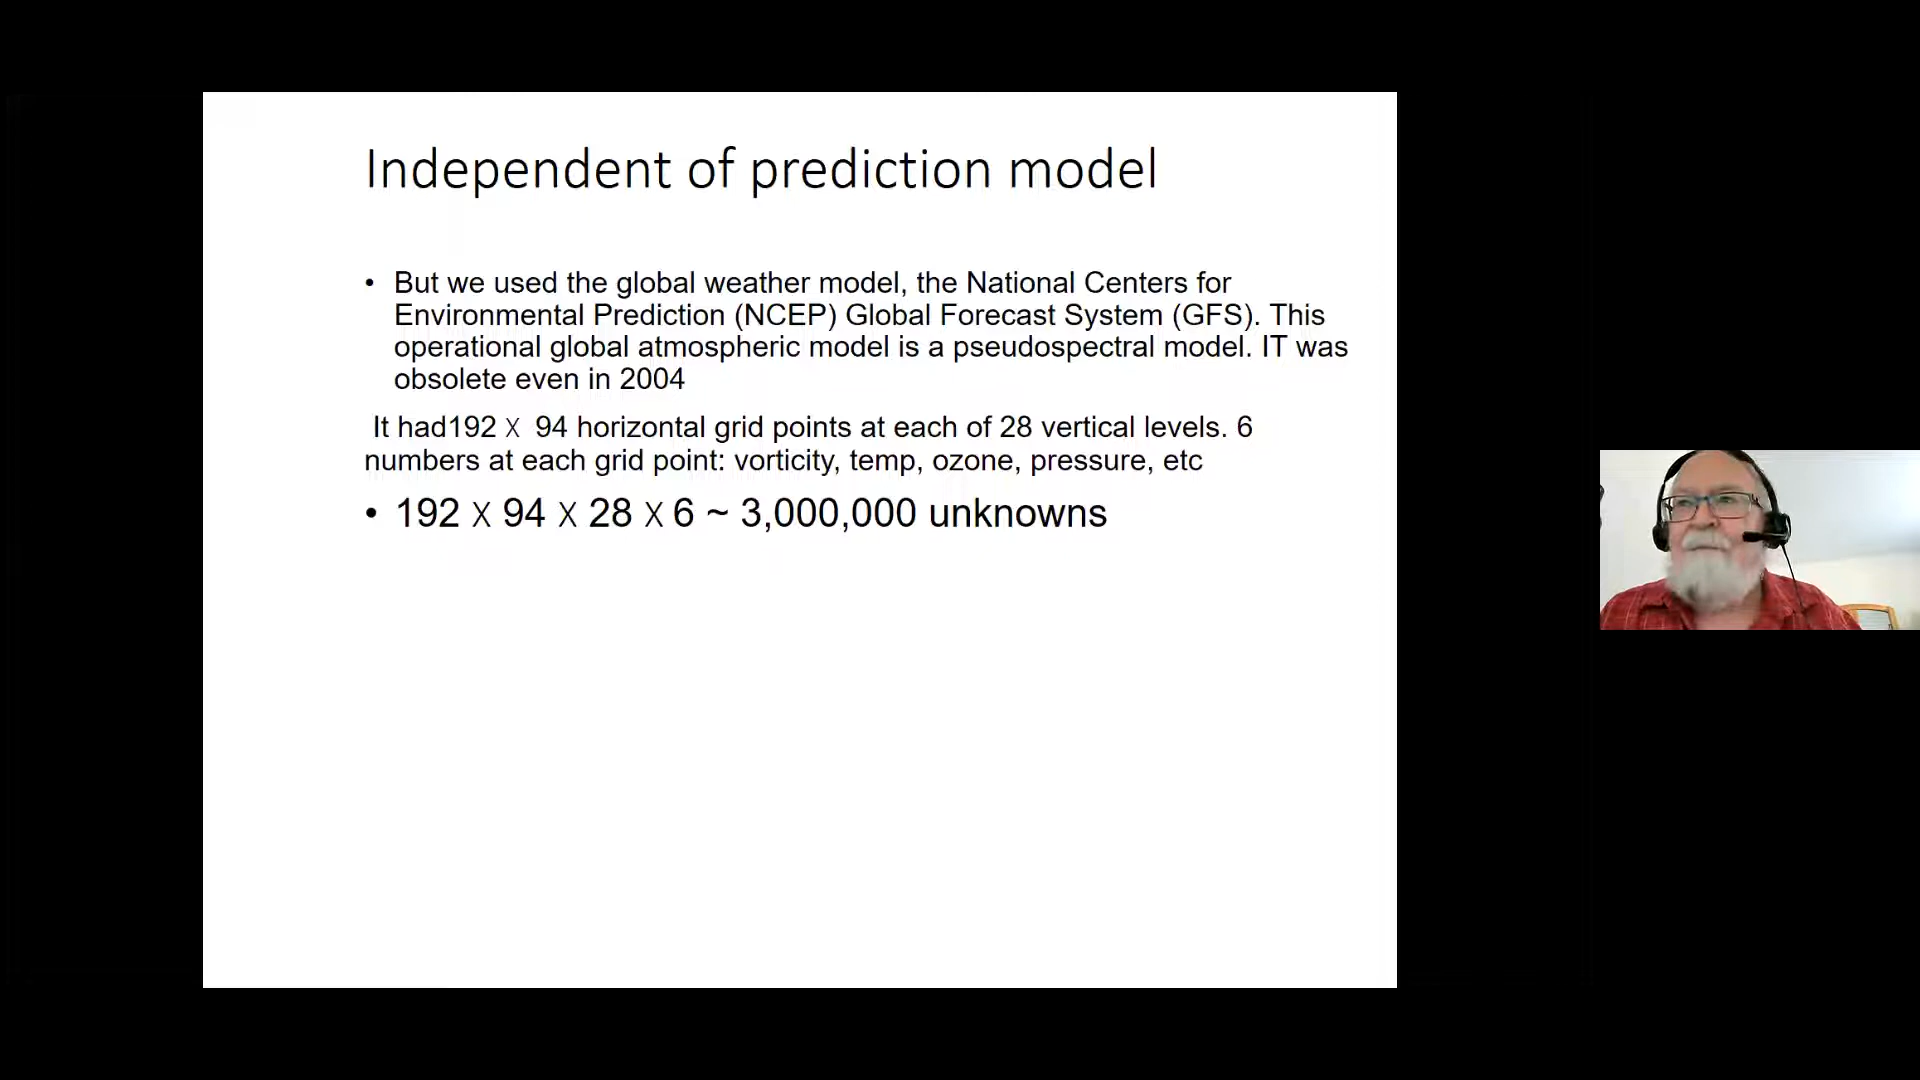 Independent of prediction model
• But we used the global weather model, the National Centers for
Environmental Prediction (NCEP) Global Forecast System (GFS). This
operational global atmospheric model is a pseudospectral model. IT was
obsolete even in 2004
It had192 X 94 horizontal grid points at each of 28 vertical levels. 6
numbers at each grid point: vorticity, temp, ozone, pressure, etc
• 192 X 94 X 28 X 6 ~ 3,000,000 unknowns